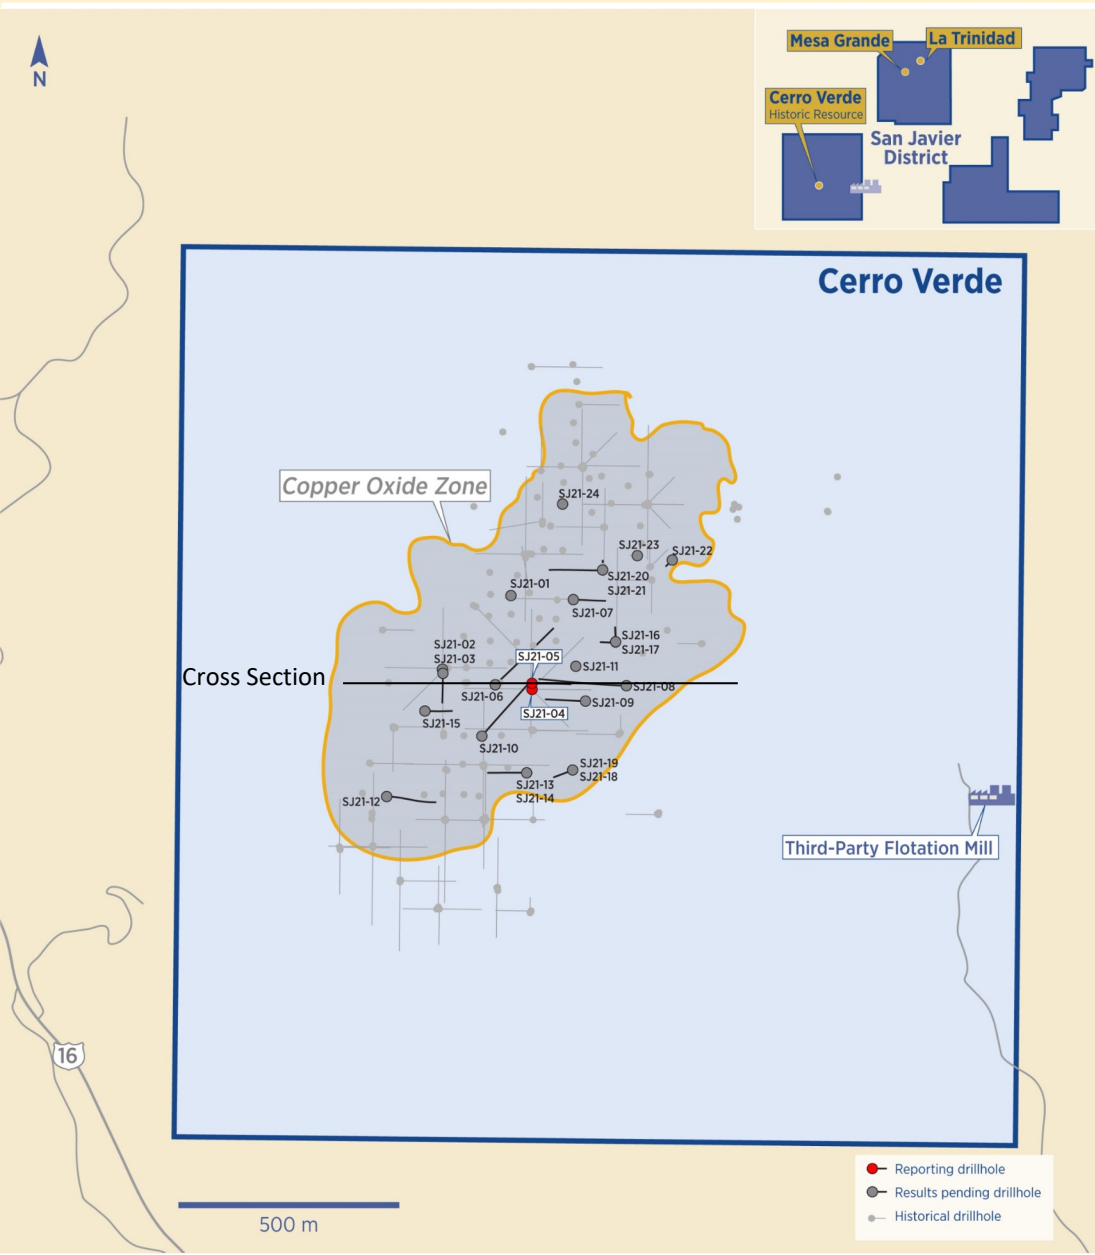 N
Mesa Grande
La Trinidad
Cerro Verde
Historic Resource
San Javier
District
Cerro Verde
Copper Oxide Zone
SJ21-24
SJ21-23
SJ21-22
SJ21-20
SJ21-21
SJ21-01
SJ21-07
SJ21-16
SJ21-17
SJ21-02
SJ21-03
SJ21-05
SJ21-11
Cross Section
SJ21-06
SJ21-08
SJ21-09
SJ21-04
SJ21-15
SJ21-10
SJ21-19
SJ21-18
SJ21-13
SJ21-14
SJ21-12
Third-Party Flotation Mill
16
500 m
Reporting drillhole
Results pending drillhole
Historical drillhole